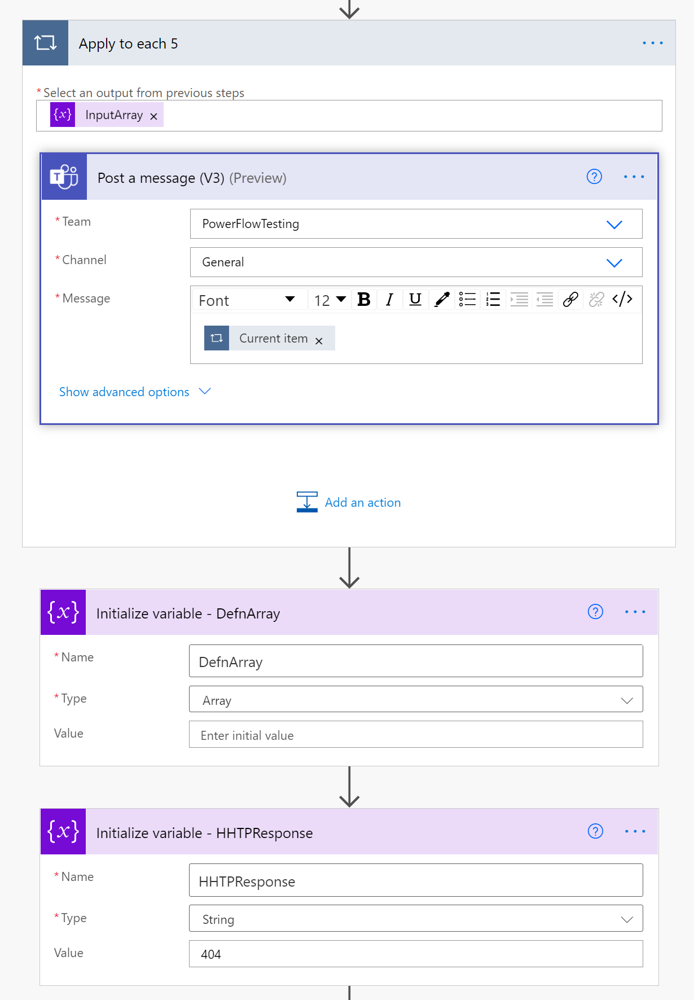 Apply to each 5
* Select an output from previous steps
{x} InputArray ×
T Post a message (V3) (Preview) ?
* Team PowerFlowTesting
* Channel General
* Message Font 12 B I U </>
Current item ×
Show advanced options
Add an action
{x} Initialize variable - DefnArray ?
* Name DefnArray
* Type Array
Value Enter initial value
{x} Initialize variable - HHTPResponse ?
* Name HHTPResponse
* Type String
Value 404